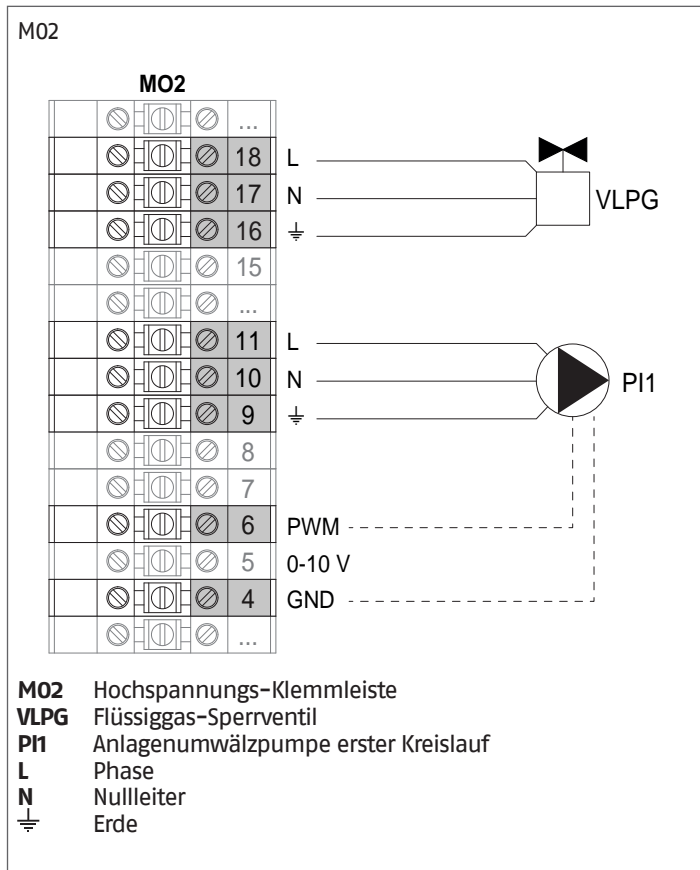 M02
MO2
...
18 L
17 N VLPG
16 ⏚
15
...
11 L
10 N PI1
9 ⏚
8
7
6 PWM
5 0-10 V
4 GND
...
M02 Hochspannungs-Klemmleiste
VLPG Flüssiggas-Sperrventil
PI1 Anlagenumwälzpumpe erster Kreislauf
L Phase
N Nullleiter
⏚ Erde